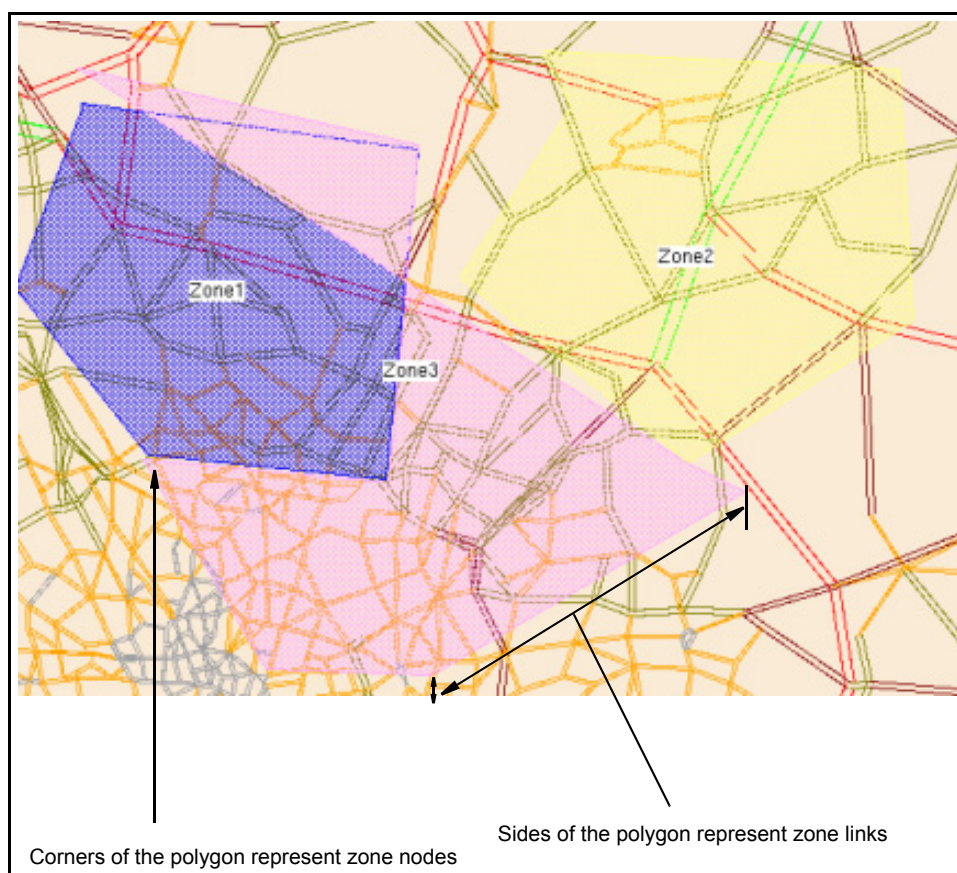 Zone2
Zone1
Zone3
Sides of the polygon represent zone links
Corners of the polygon represent zone nodes